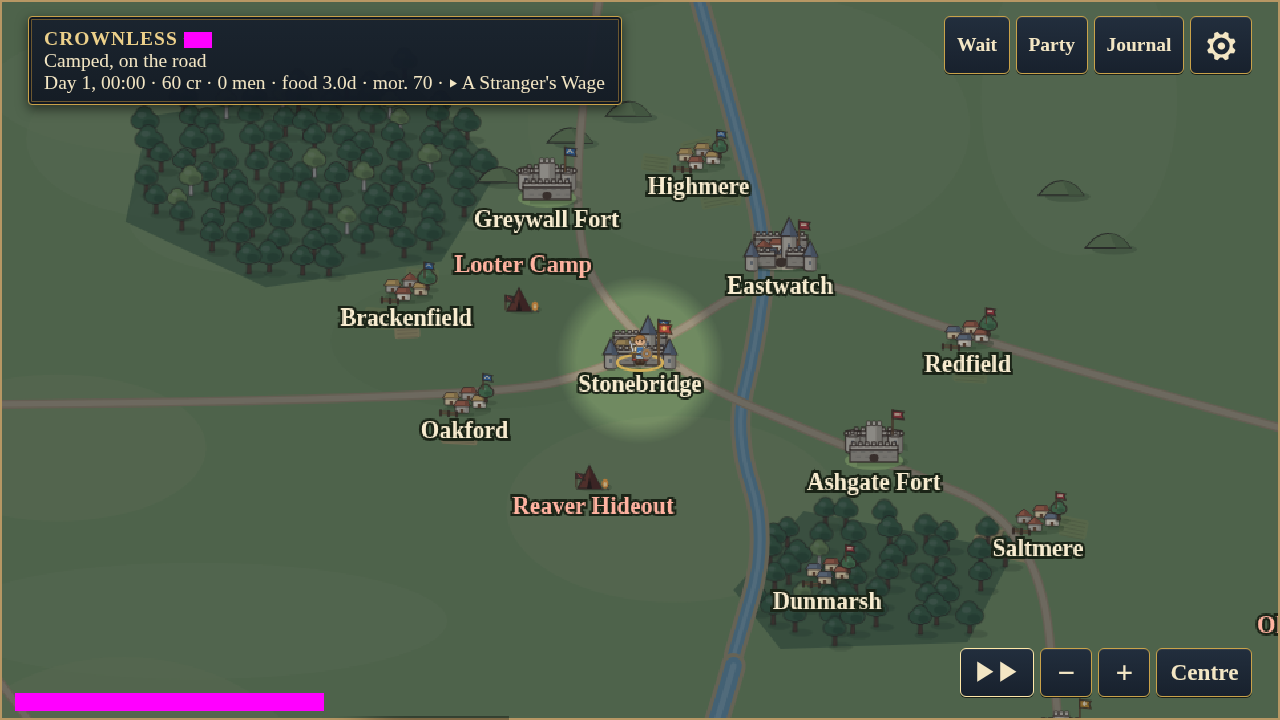 CROWNLESS
Camped, on the road
Day 1, 00:00 · 60 cr · 0 men · food 3.0d · mor. 70 · ▸ A Stranger's Wage
Wait
Party
Journal
Highmere
Greywall Fort
Looter Camp
Eastwatch
Brackenfield
Redfield
Stonebridge
Oakford
Ashgate Fort
Reaver Hideout
Saltmere
Dunmarsh
− + Centre